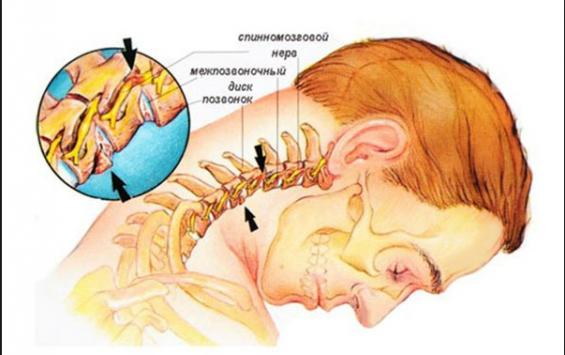 спинномозговой
нерв
межпозвоночный
диск
позвонок